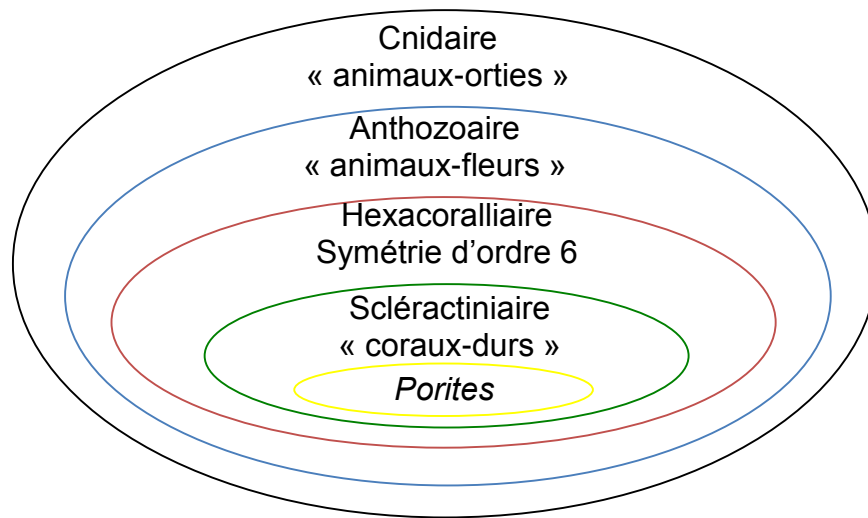 Cnidaire
« animaux-orties »
Anthozoaire
« animaux-fleurs »
Hexacoralliaire
Symétrie d’ordre 6
Scléractiniaire
« coraux-durs »
Porites